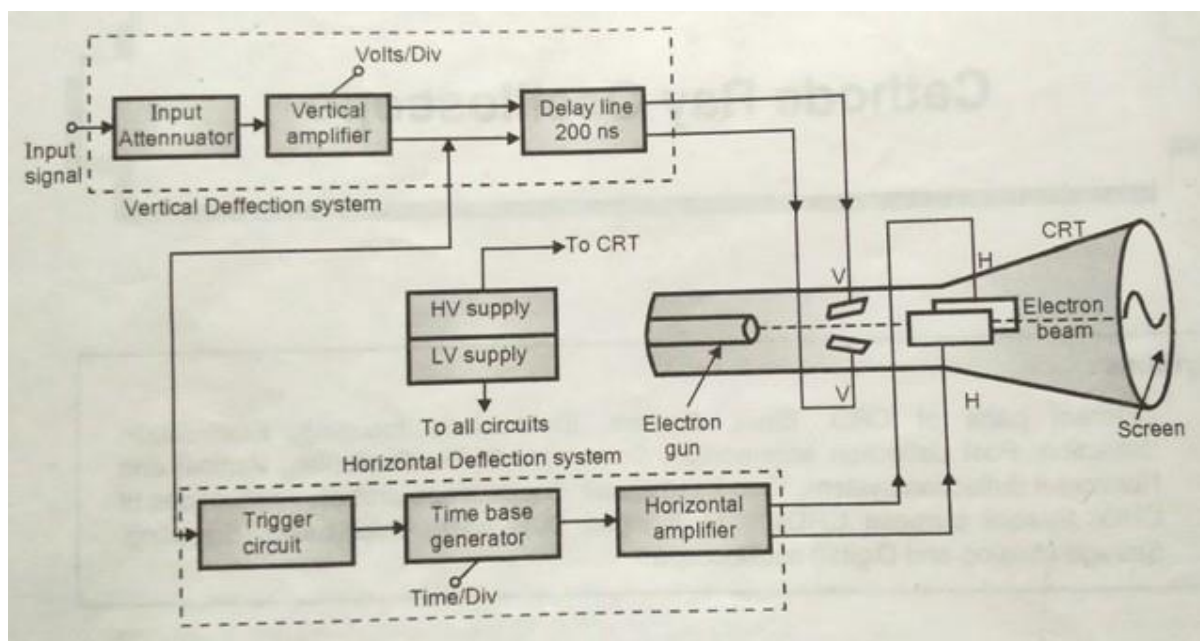 Cathode Ray
Volts/Div
Input
Attennuator
Vertical
amplifier
Delay line
200 ns
Input
signal
Vertical Deffection system
To CRT
HV supply
LV supply
To all circuits
V
V
H
H
CRT
Electron
beam
Electron
gun
Screen
Horizontal Deflection system
Trigger
circuit
Time base
generator
Horizontal
amplifier
Time/Div